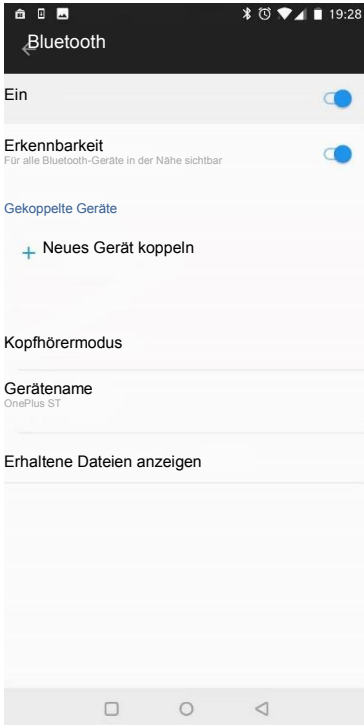 19:28
Bluetooth
Ein
Erkennbarkeit
Für alle Bluetooth-Geräte in der Nähe sichtbar
Gekoppelte Geräte
+ Neues Gerät koppeln
Kopfhörermodus
Gerätename
OnePlus ST
Erhaltene Dateien anzeigen